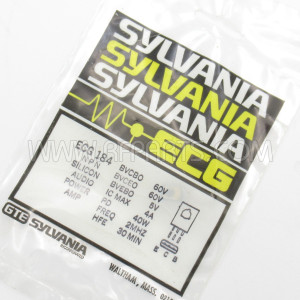 SYLVANIA
SYLVANIA
SYLVANIA
ECG
ECG 184 BVCBO 60V
NPN BVCEO 60V
SILICON BVEBO 5V
AUDIO IC MAX 4A
POWER PD 40W
AMP FREQ 2MHZ
HFE 30 MIN
E C B
GTE SYLVANIA
WALTHAM, MASS.